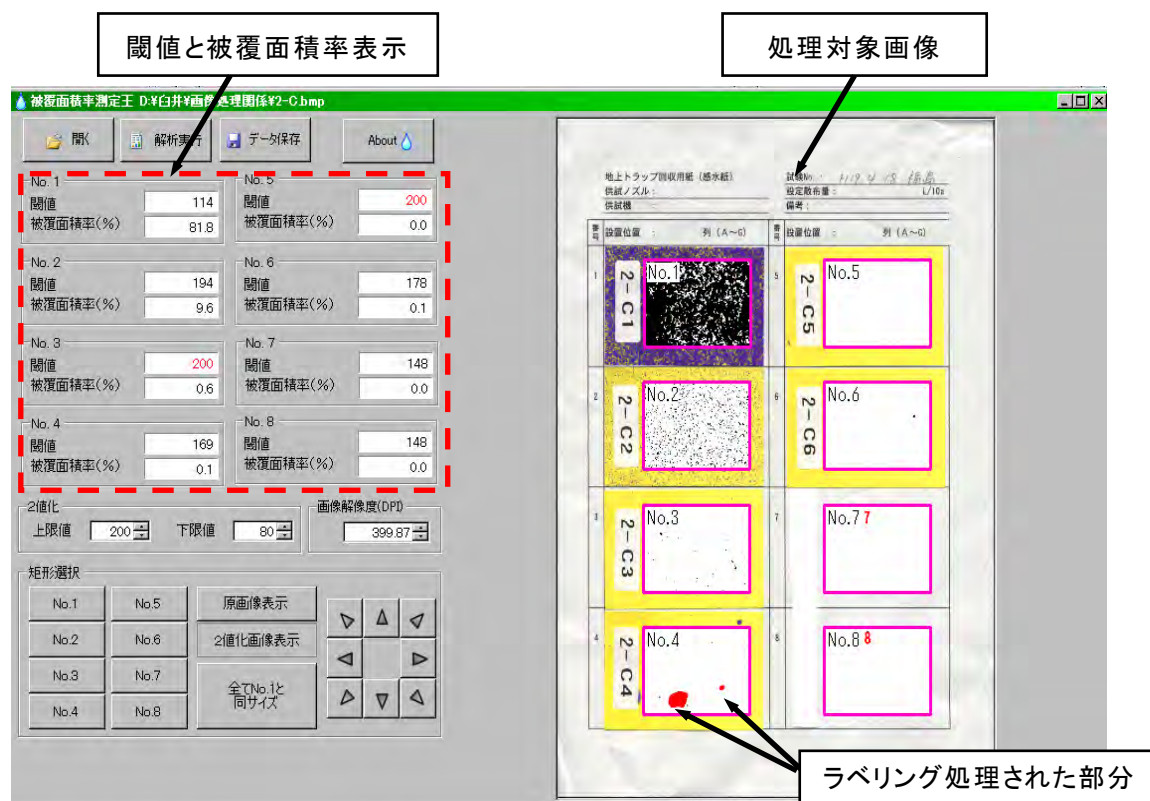 閾値と被覆面積率表示
処理対象画像
被覆面積率測定王 D:¥臼井¥画像処理関係¥2-C.bmp
開く
解析実行
データ保存
About
No. 1
閾値 114
被覆面積率(%) 81.8
No. 5
閾値 200
被覆面積率(%) 0.0
No. 2
閾値 194
被覆面積率(%) 9.6
No. 6
閾値 178
被覆面積率(%) 0.1
No. 3
閾値 200
被覆面積率(%) 0.6
No. 7
閾値 148
被覆面積率(%) 0.0
No. 4
閾値 169
被覆面積率(%) 0.1
No. 8
閾値 148
被覆面積率(%) 0.0
2値化
上限値 200 下限値 80
画像解像度(DPI)
399.87
矩形選択
No.1 No.5 原画像表示
No.2 No.6 2値化画像表示
No.3 No.7 全てNo.1と
No.4 No.8 同サイズ
地上トラップ回収用紙 (感水紙) 試験No. : H19.4.18
供試ノズル : 設定散布量 : L/10a
供試機 備考 :
番号 設置位置 : 列 (A~G) 番号 設置位置 : 列 (A~G)
1 2-C1 No.1 5 2-C5 No.5
2 2-C2 No.2 6 2-C6 No.6
3 2-C3 No.3 7 No.7 7
4 2-C4 No.4 8 No.8 8
ラベリング処理された部分